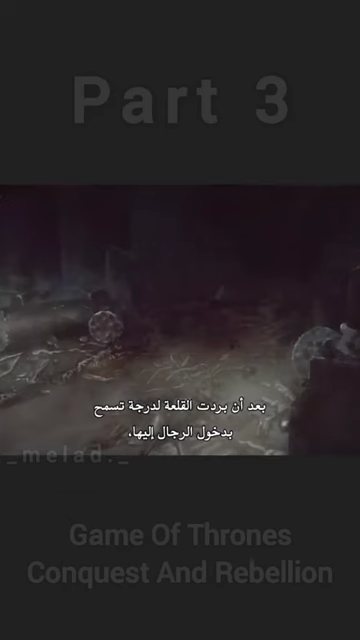 Part 3
بعد أن بردت القلعة لدرجة تسمح
بدخول الرجال إليها،
_melad._
Game Of Thrones
Conquest And Rebellion